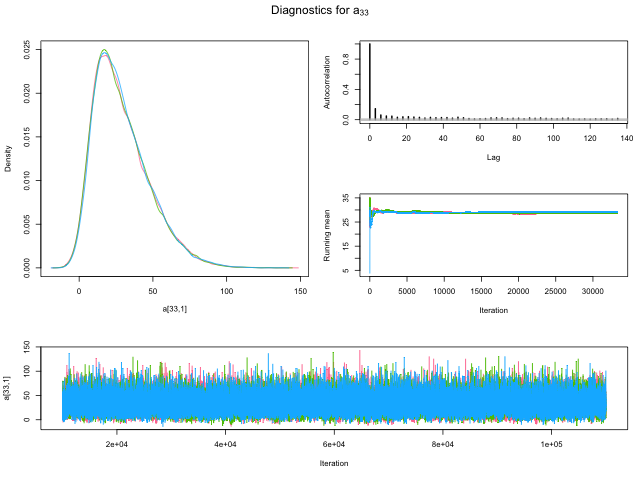 Diagnostics for a33
Density
0.000 0.005 0.010 0.015 0.020 0.025
0 50 100 150
a[33,1]
Autocorrelation
0.0 0.4 0.8
0 20 40 60 80 100 120 140
Lag
Running mean
5 15 25 35
0 5000 10000 15000 20000 25000 30000
Iteration
a[33,1]
0 50 100 150
2e+04 4e+04 6e+04 8e+04 1e+05
Iteration